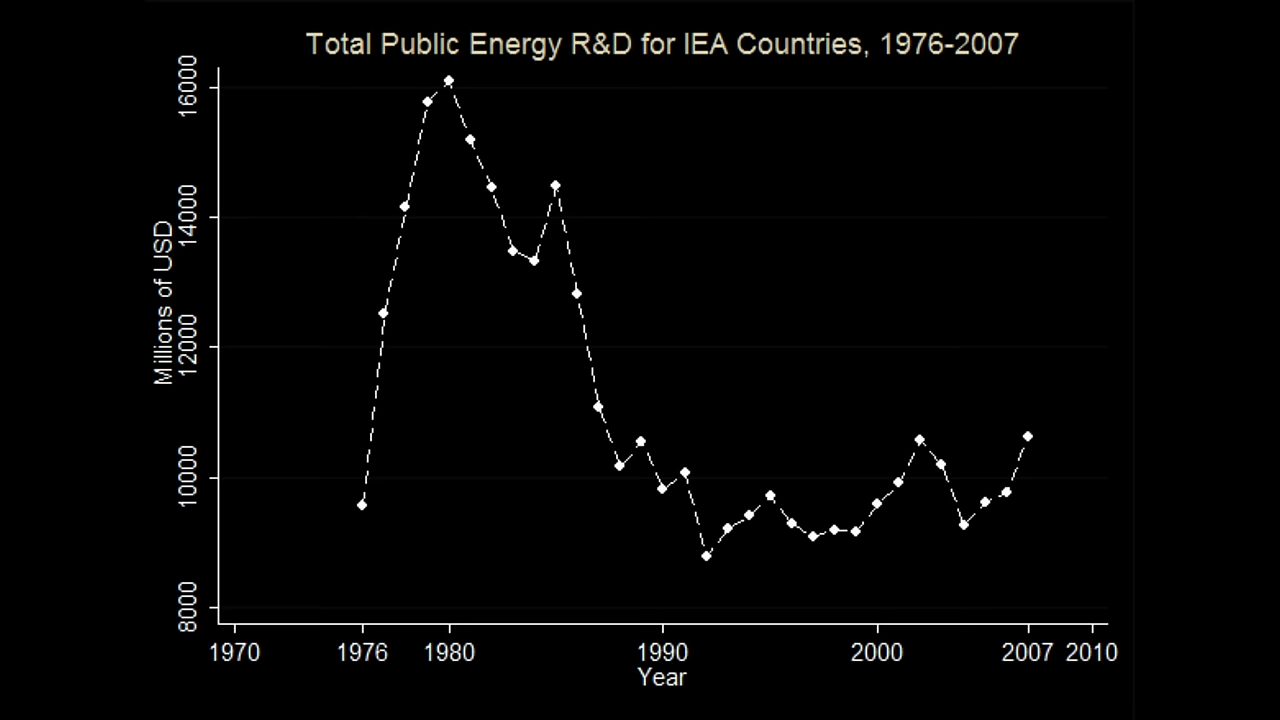 Total Public Energy R&D for IEA Countries, 1976-2007
Millions of USD
16000
14000
12000
10000
8000
1970 1976 1980 1990 2000 2007 2010
Year